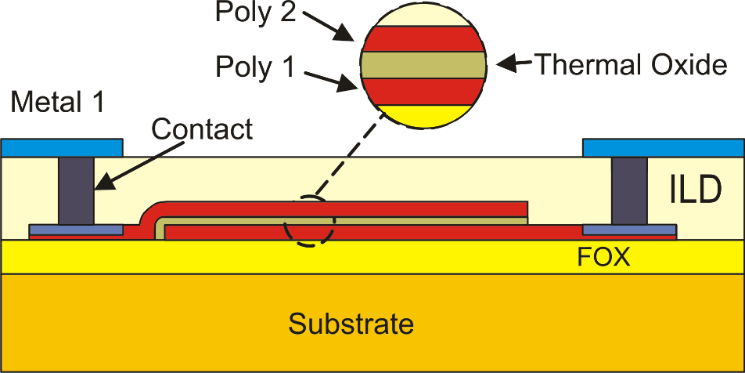 Poly 2
Poly 1
Thermal Oxide
Metal 1
Contact
ILD
FOX
Substrate